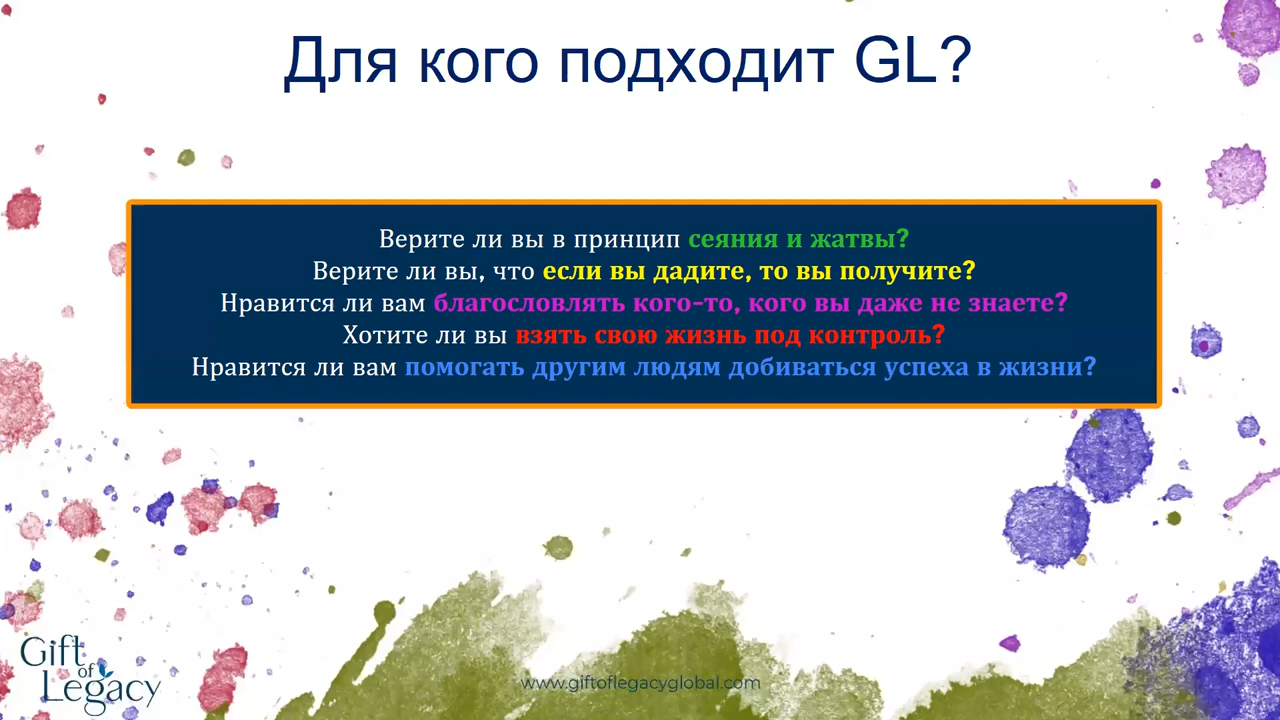 Для кого подходит GL?
Верите ли вы в принцип сеяния и жатвы?
Верите ли вы, что если вы дадите, то вы получите?
Нравится ли вам благословлять кого-то, кого вы даже не знаете?
Хотите ли вы взять свою жизнь под контроль?
Нравится ли вам помогать другим людям добиваться успеха в жизни?
Gift
of
Legacy
www.giftoflegacyglobal.com